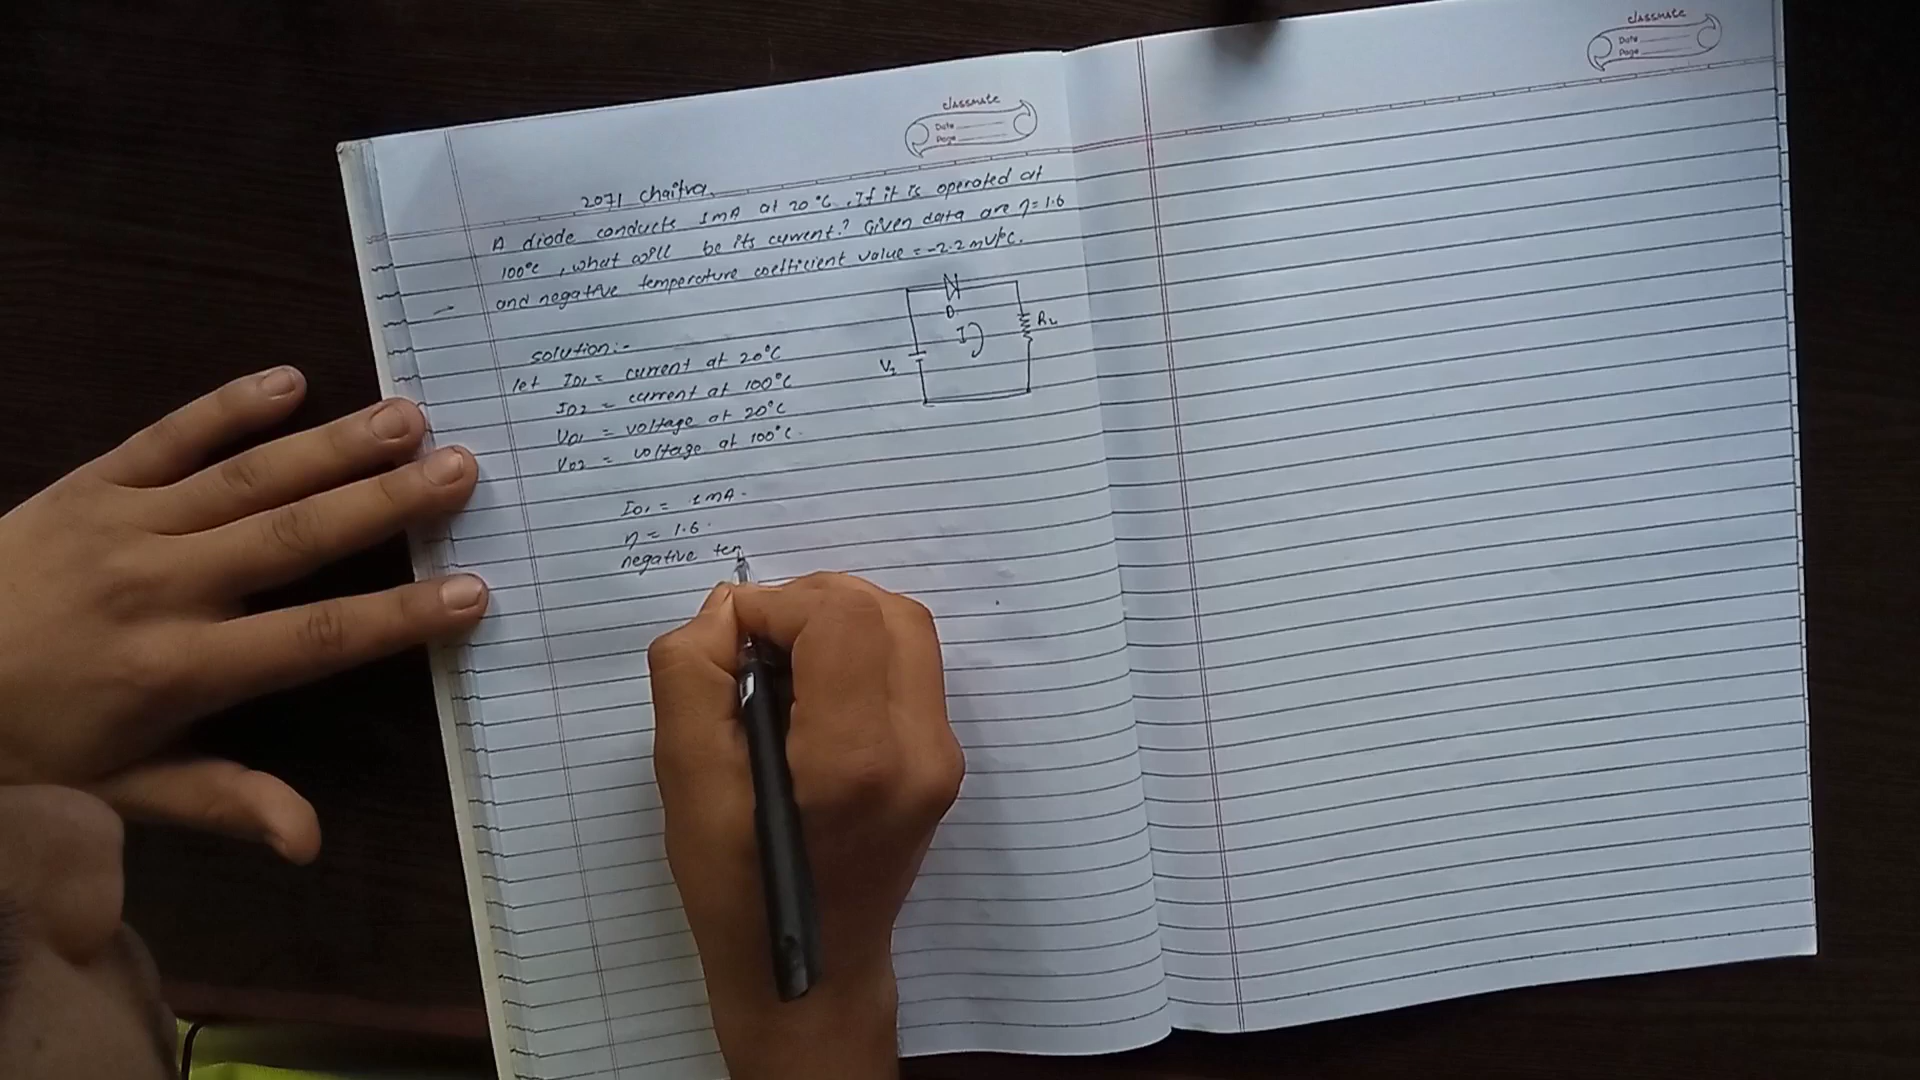 classmate
Date
Page
classmate
Date
Page
2071 Chaitra
A diode conducts 1mA at 20°C. If it is operated at
100°C, what will be its current? Given data are η=1.6
and negative temperature coefficient value = -2.2 mV/°C.
solution:-
let ID1 = current at 20°C
ID2 = current at 100°C
VD1 = voltage at 20°C
VD2 = voltage at 100°C.
D
I
RL
Vs
ID1 = 1mA.
η = 1.6.
negative tem